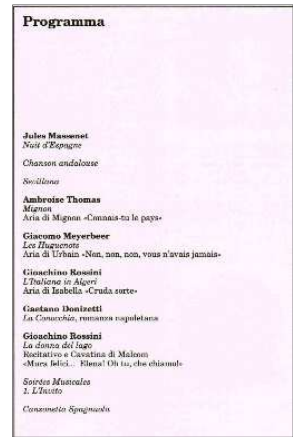 Programma
Jules Massenet
Nuit d'Espagne
Chanson andalouse
Sevillana
Ambroise Thomas
Mignon
Aria di Mignon «Connais-tu le pays»
Giacomo Meyerbeer
Les Huguenots
Aria di Urbain «Non, non, non, vous n'avais jamais»
Gioachino Rossini
L'Italiana in Algeri
Aria di Isabella «Cruda sorte»
Gaetano Donizetti
La Conocchia, romanza napoletana
Gioachino Rossini
La donna del lago
Recitativo e Cavatina di Malcom
«Mura felici... Elena! Oh tu, che chiamo!»
Soirées Musicales
1. L'Invito
Canzonetta Spagnuola